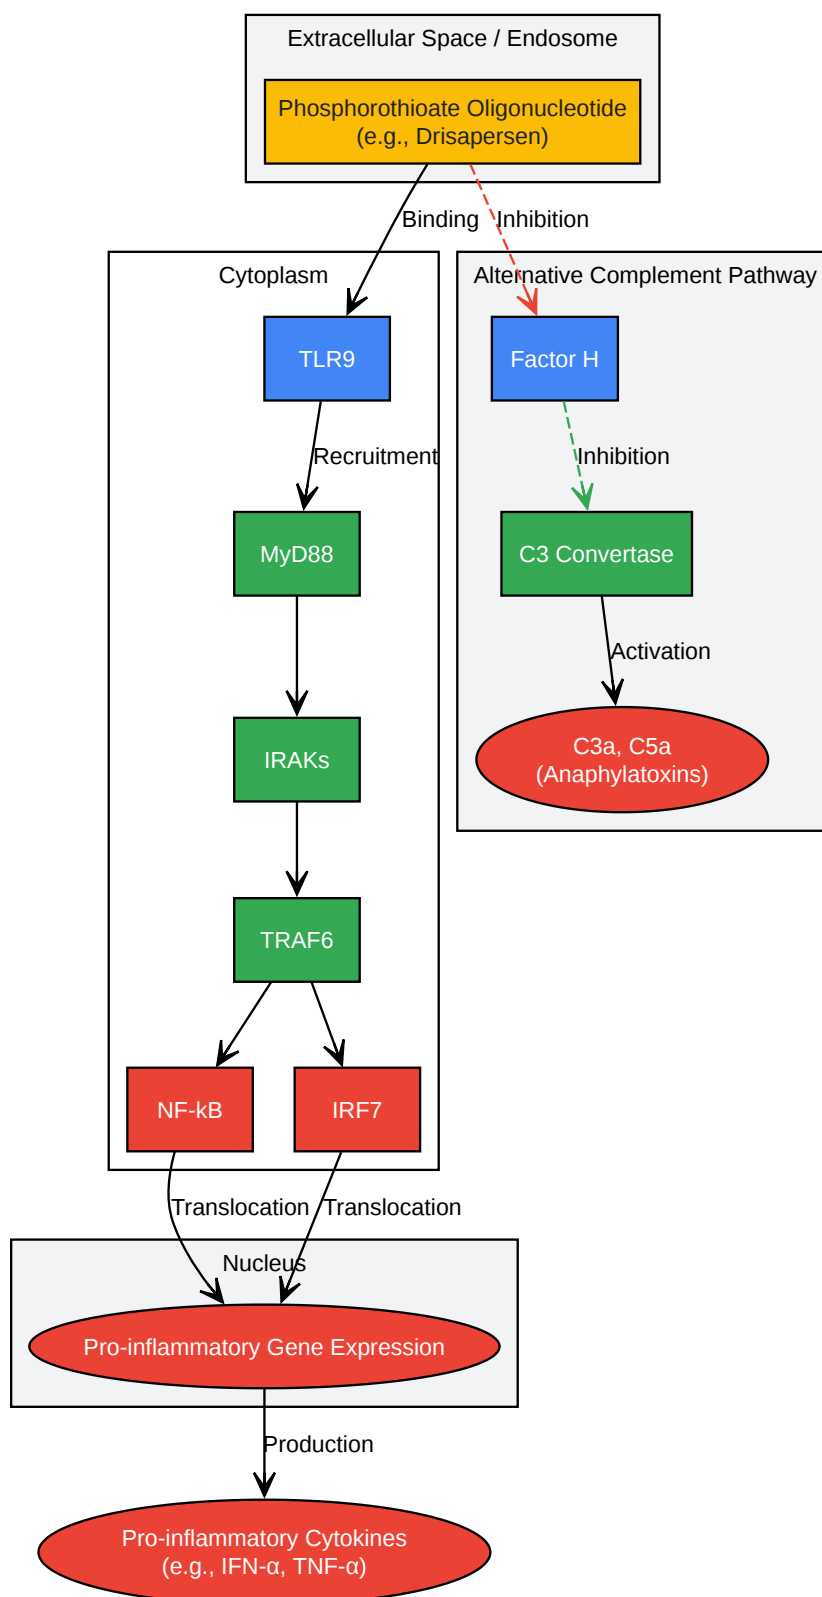 Extracellular Space / Endosome
Phosphorothioate Oligonucleotide
(e.g., Drisapersen)
Binding
Inhibition
Cytoplasm
Alternative Complement Pathway
TLR9
Factor H
Recruitment
Inhibition
MyD88
C3 Convertase
Activation
IRAKs
C3a, C5a
(Anaphylatoxins)
TRAF6
NF-kB
IRF7
Translocation
Translocation
Nucleus
Pro-inflammatory Gene Expression
Production
Pro-inflammatory Cytokines
(e.g., IFN-α, TNF-α)